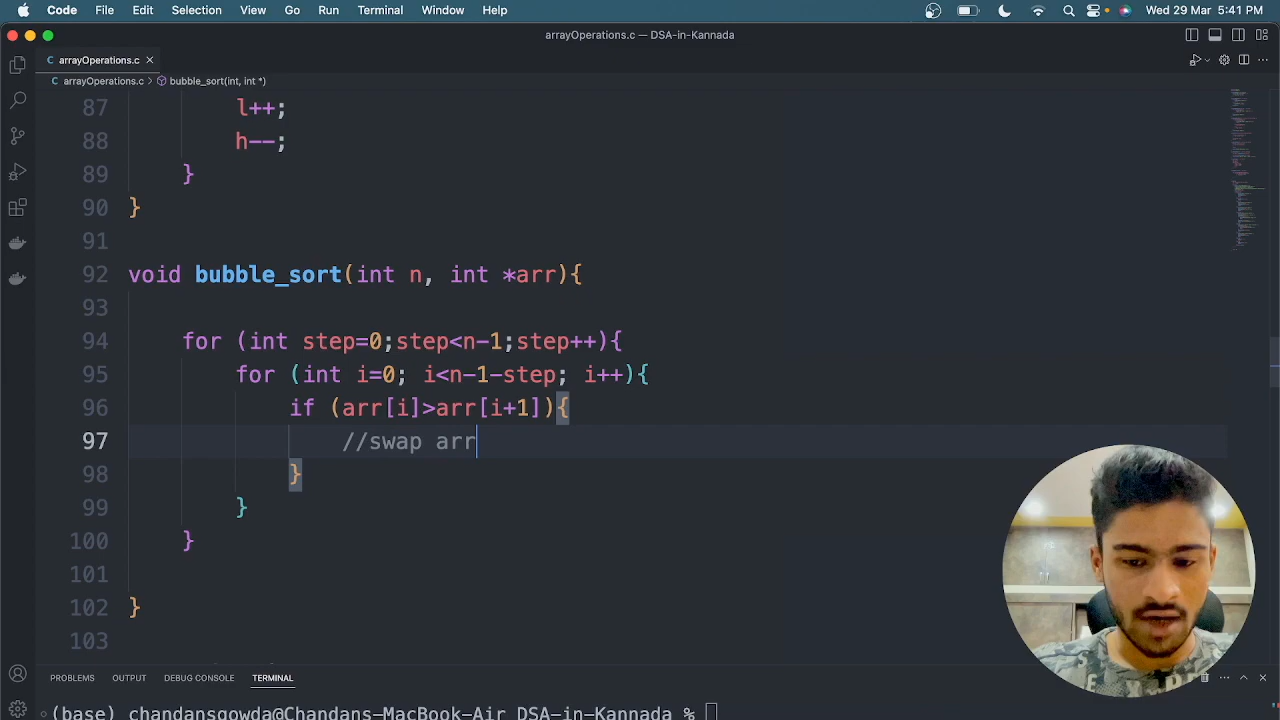 Code File Edit Selection View Go Run Terminal Window Help Wed 29 Mar 5:41 PM
arrayOperations.c — DSA-in-Kannada
arrayOperations.c
arrayOperations.c > bubble_sort(int, int *)
87 l++;
88 h--;
89 }
90 }
91
92 void bubble_sort(int n, int *arr){
93
94 for (int step=0;step<n-1;step++){
95 for (int i=0; i<n-1-step; i++){
96 if (arr[i]>arr[i+1]){
97 //swap arr
98 }
99 }
100 }
101
102 }
103
PROBLEMS OUTPUT DEBUG CONSOLE TERMINAL
(base) chandansgowda@Chandans-MacBook-Air DSA-in-Kannada %